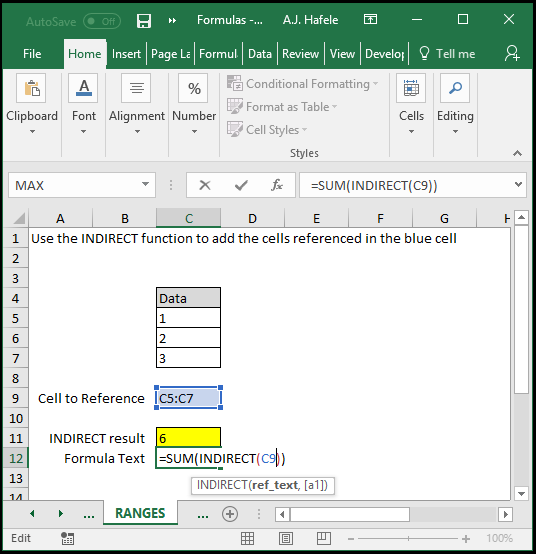 AutoSave Off Formulas -... A.J. Hafele
File Home Insert Page La Formul Data Review View Develop Tell me
Clipboard Font Alignment Number Conditional Formatting Format as Table Cell Styles Styles Cells Editing
MAX =SUM(INDIRECT(C9))
A B C D E F G H
1 Use the INDIRECT function to add the cells referenced in the blue cell
2
3
4 Data
5 1
6 2
7 3
8
9 Cell to Reference C5:C7
10
11 INDIRECT result 6
12 Formula Text =SUM(INDIRECT(C9))
13 INDIRECT(ref_text, [a1])
14
... RANGES ...
Edit 100%